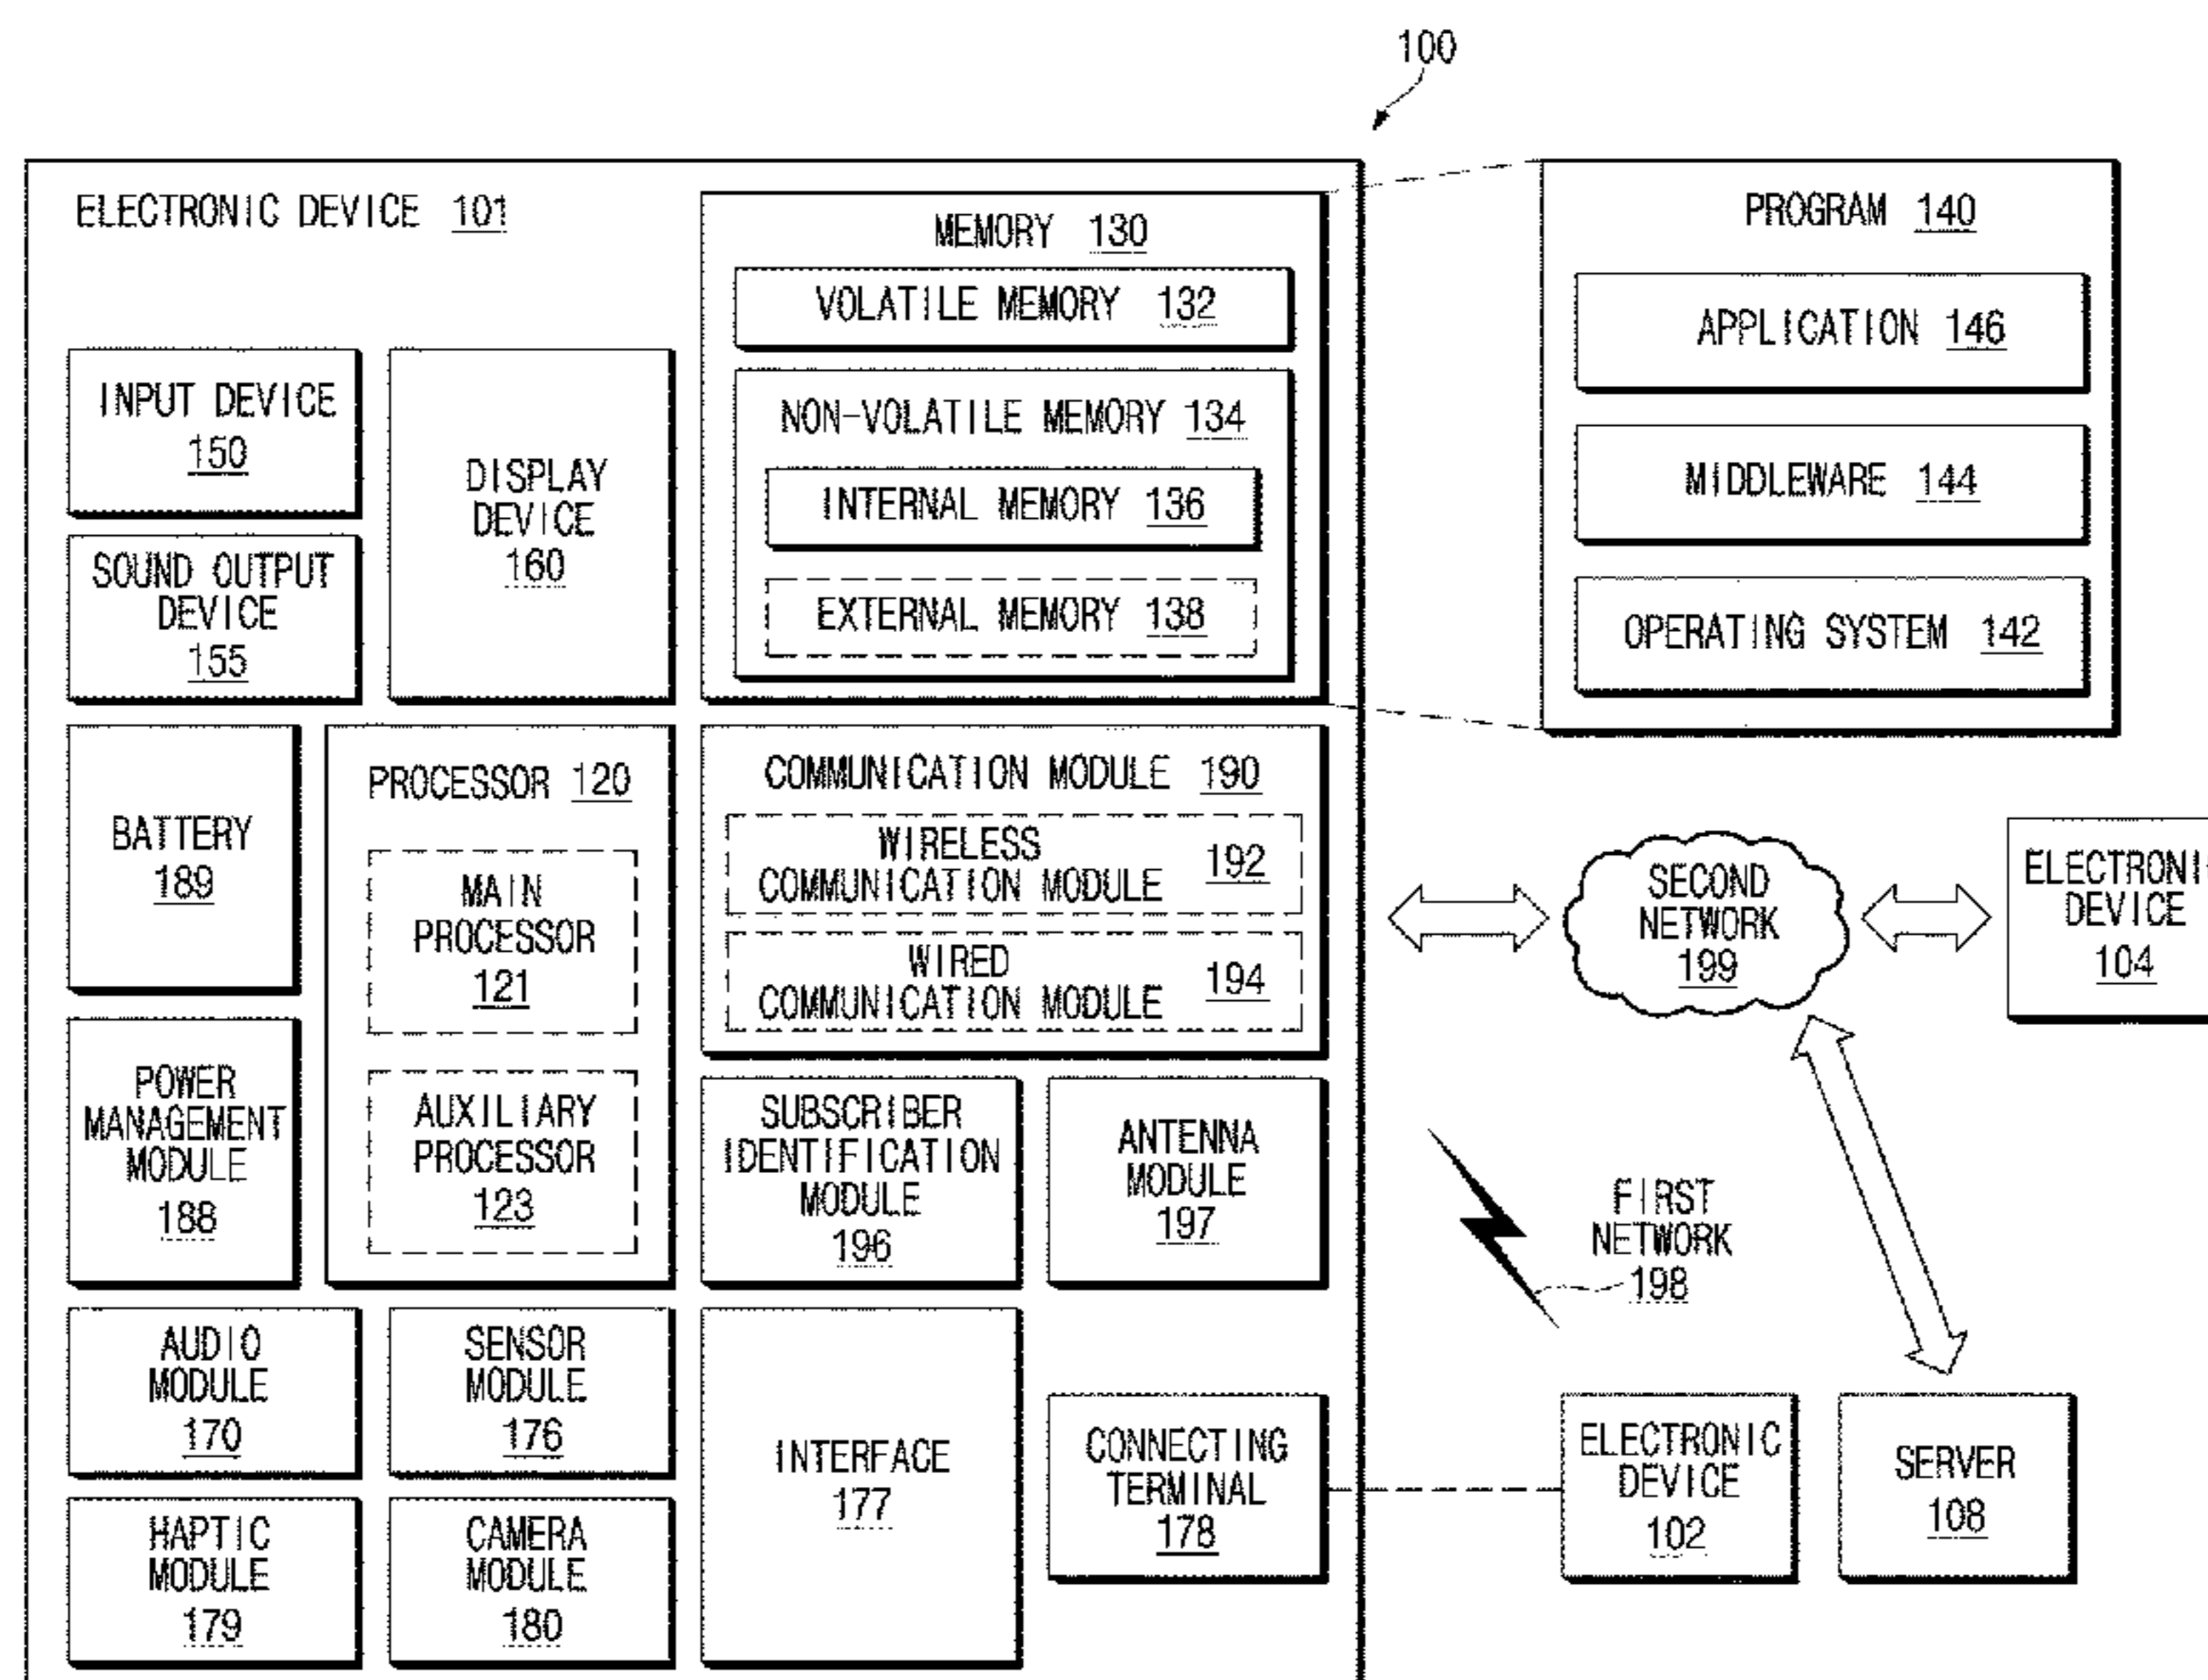 100
ELECTRONIC DEVICE 101
MEMORY 130
VOLATILE MEMORY 132
NON-VOLATILE MEMORY 134
INTERNAL MEMORY 136
EXTERNAL MEMORY 138
PROGRAM 140
APPLICATION 146
MIDDLEWARE 144
OPERATING SYSTEM 142
INPUT DEVICE
150
SOUND OUTPUT
DEVICE
155
DISPLAY
DEVICE
160
BATTERY
189
POWER
MANAGEMENT
MODULE
188
PROCESSOR 120
MAIN
PROCESSOR
121
AUXILIARY
PROCESSOR
123
COMMUNICATION MODULE 190
WIRELESS
COMMUNICATION MODULE 192
WIRED
COMMUNICATION MODULE 194
SUBSCRIBER
IDENTIFICATION
MODULE
196
ANTENNA
MODULE
197
SECOND
NETWORK
199
ELECTRONI
DEVICE
104
FIRST
NETWORK
198
AUDIO
MODULE
170
SENSOR
MODULE
176
HAPTIC
MODULE
179
CAMERA
MODULE
180
INTERFACE
177
CONNECTING
TERMINAL
178
ELECTRONIC
DEVICE
102
SERVER
108